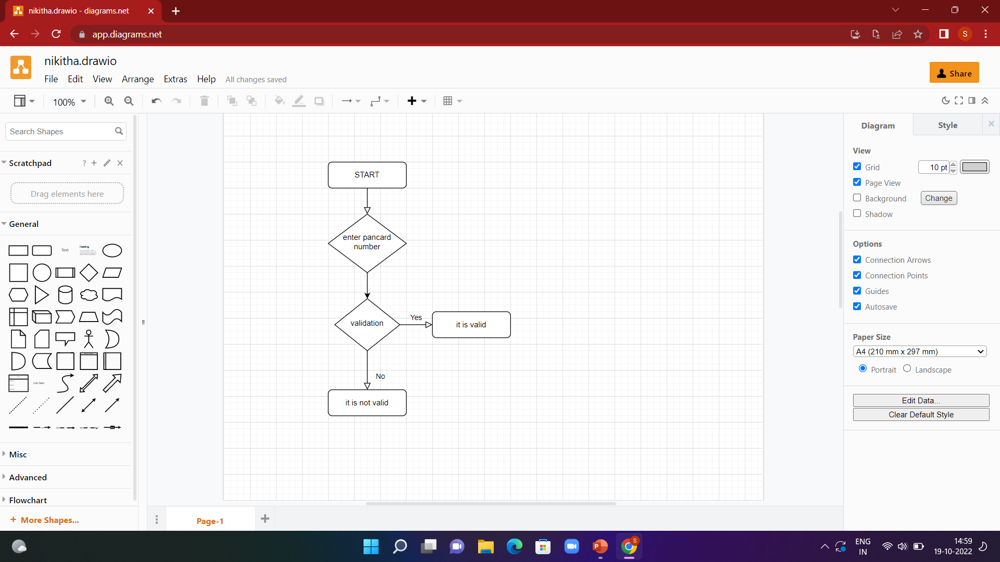 nikitha.drawio - diagrams.net
app.diagrams.net
S
nikitha.drawio
File Edit View Arrange Extras Help All changes saved
Share
100%
Search Shapes
Scratchpad
?
Drag elements here
General
Text
Heading
List Item
Misc
Advanced
Flowchart
+ More Shapes...
START
enter pancard
number
validation
Yes
it is valid
No
it is not valid
Page-1
Diagram
Style
View
Grid
10 pt
Page View
Background
Change
Shadow
Options
Connection Arrows
Connection Points
Guides
Autosave
Paper Size
A4 (210 mm x 297 mm)
Portrait
Landscape
Edit Data...
Clear Default Style
P
S
ENG
IN
14:59
19-10-2022